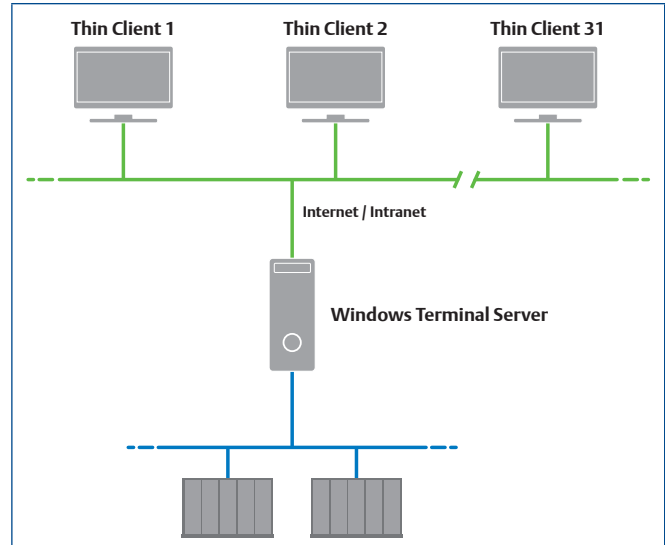 Thin Client 1
Thin Client 2
Thin Client 31
Internet / Intranet
Windows Terminal Server